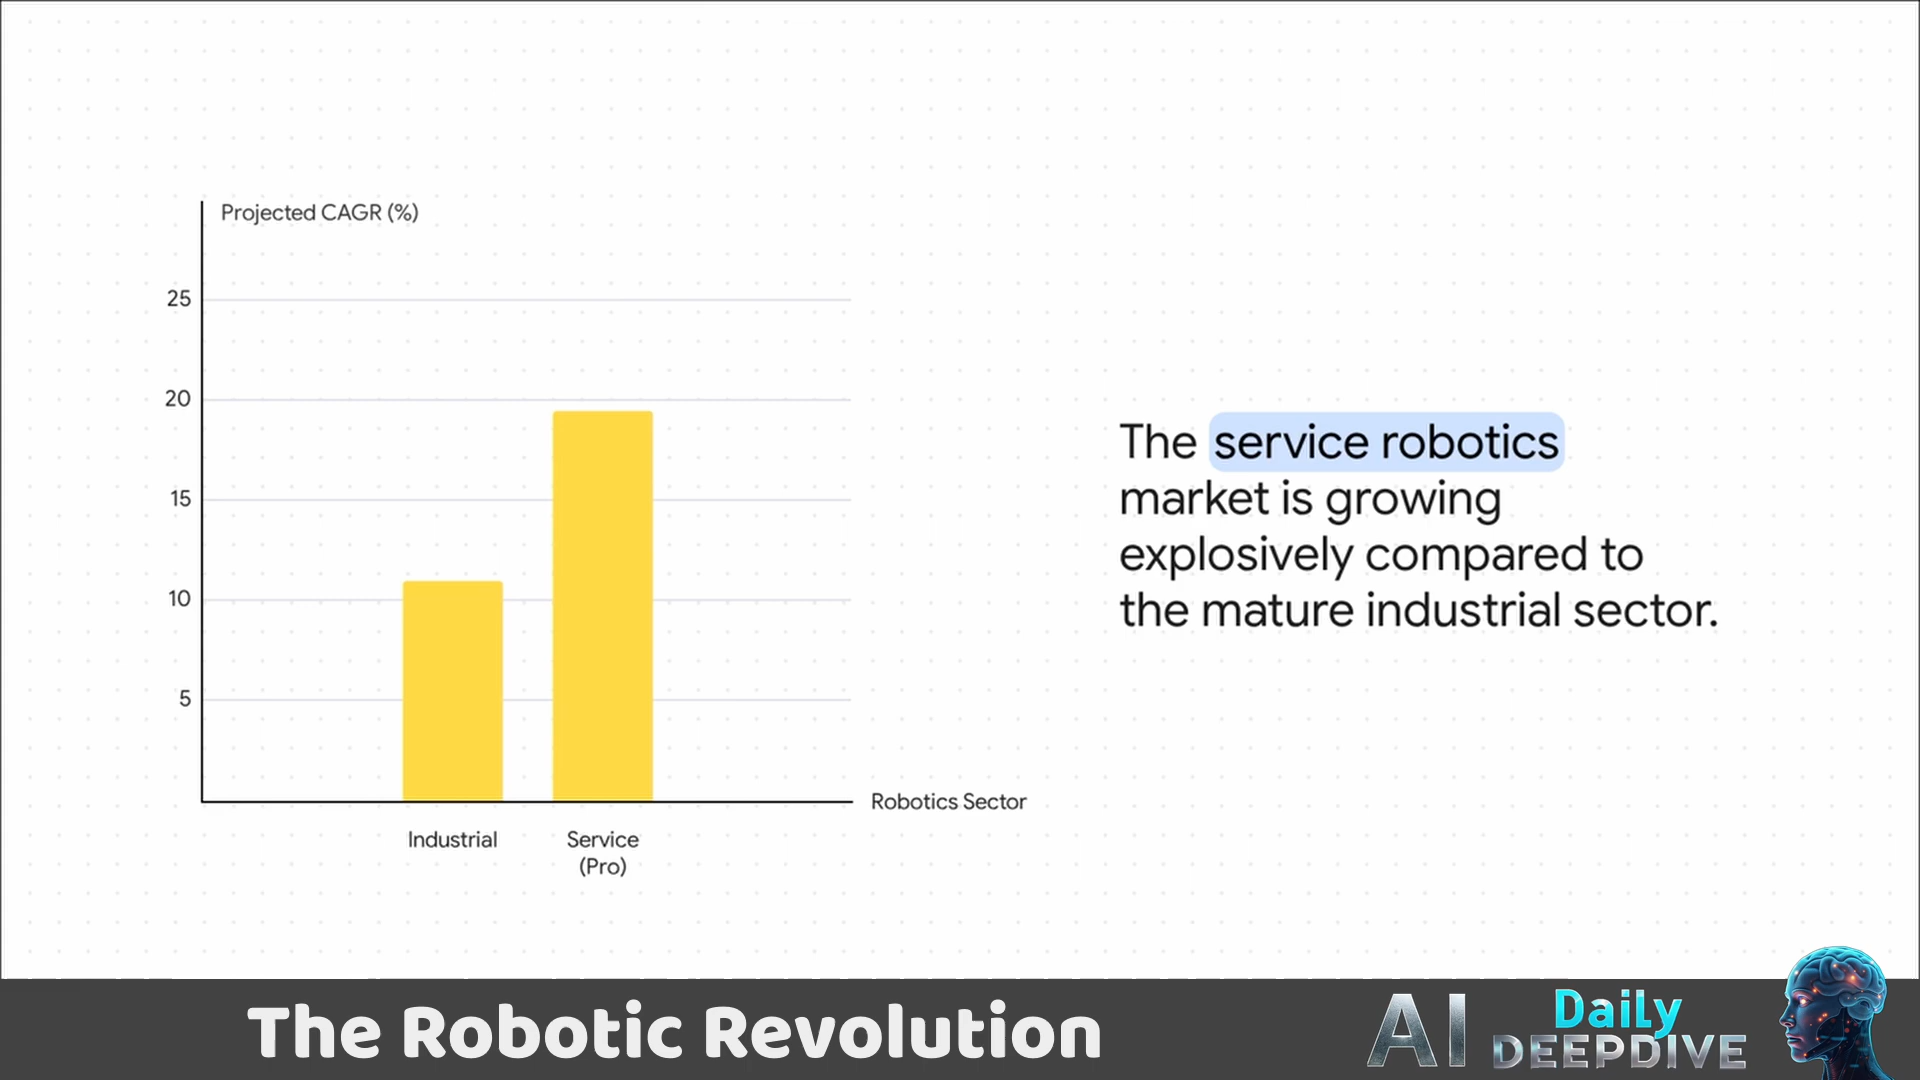 Projected CAGR (%)
25
20
15
10
5
Robotics Sector
Industrial
Service
(Pro)
The service robotics
market is growing
explosively compared to
the mature industrial sector.
The Robotic Revolution
AI
Daily
DEEPDIVE